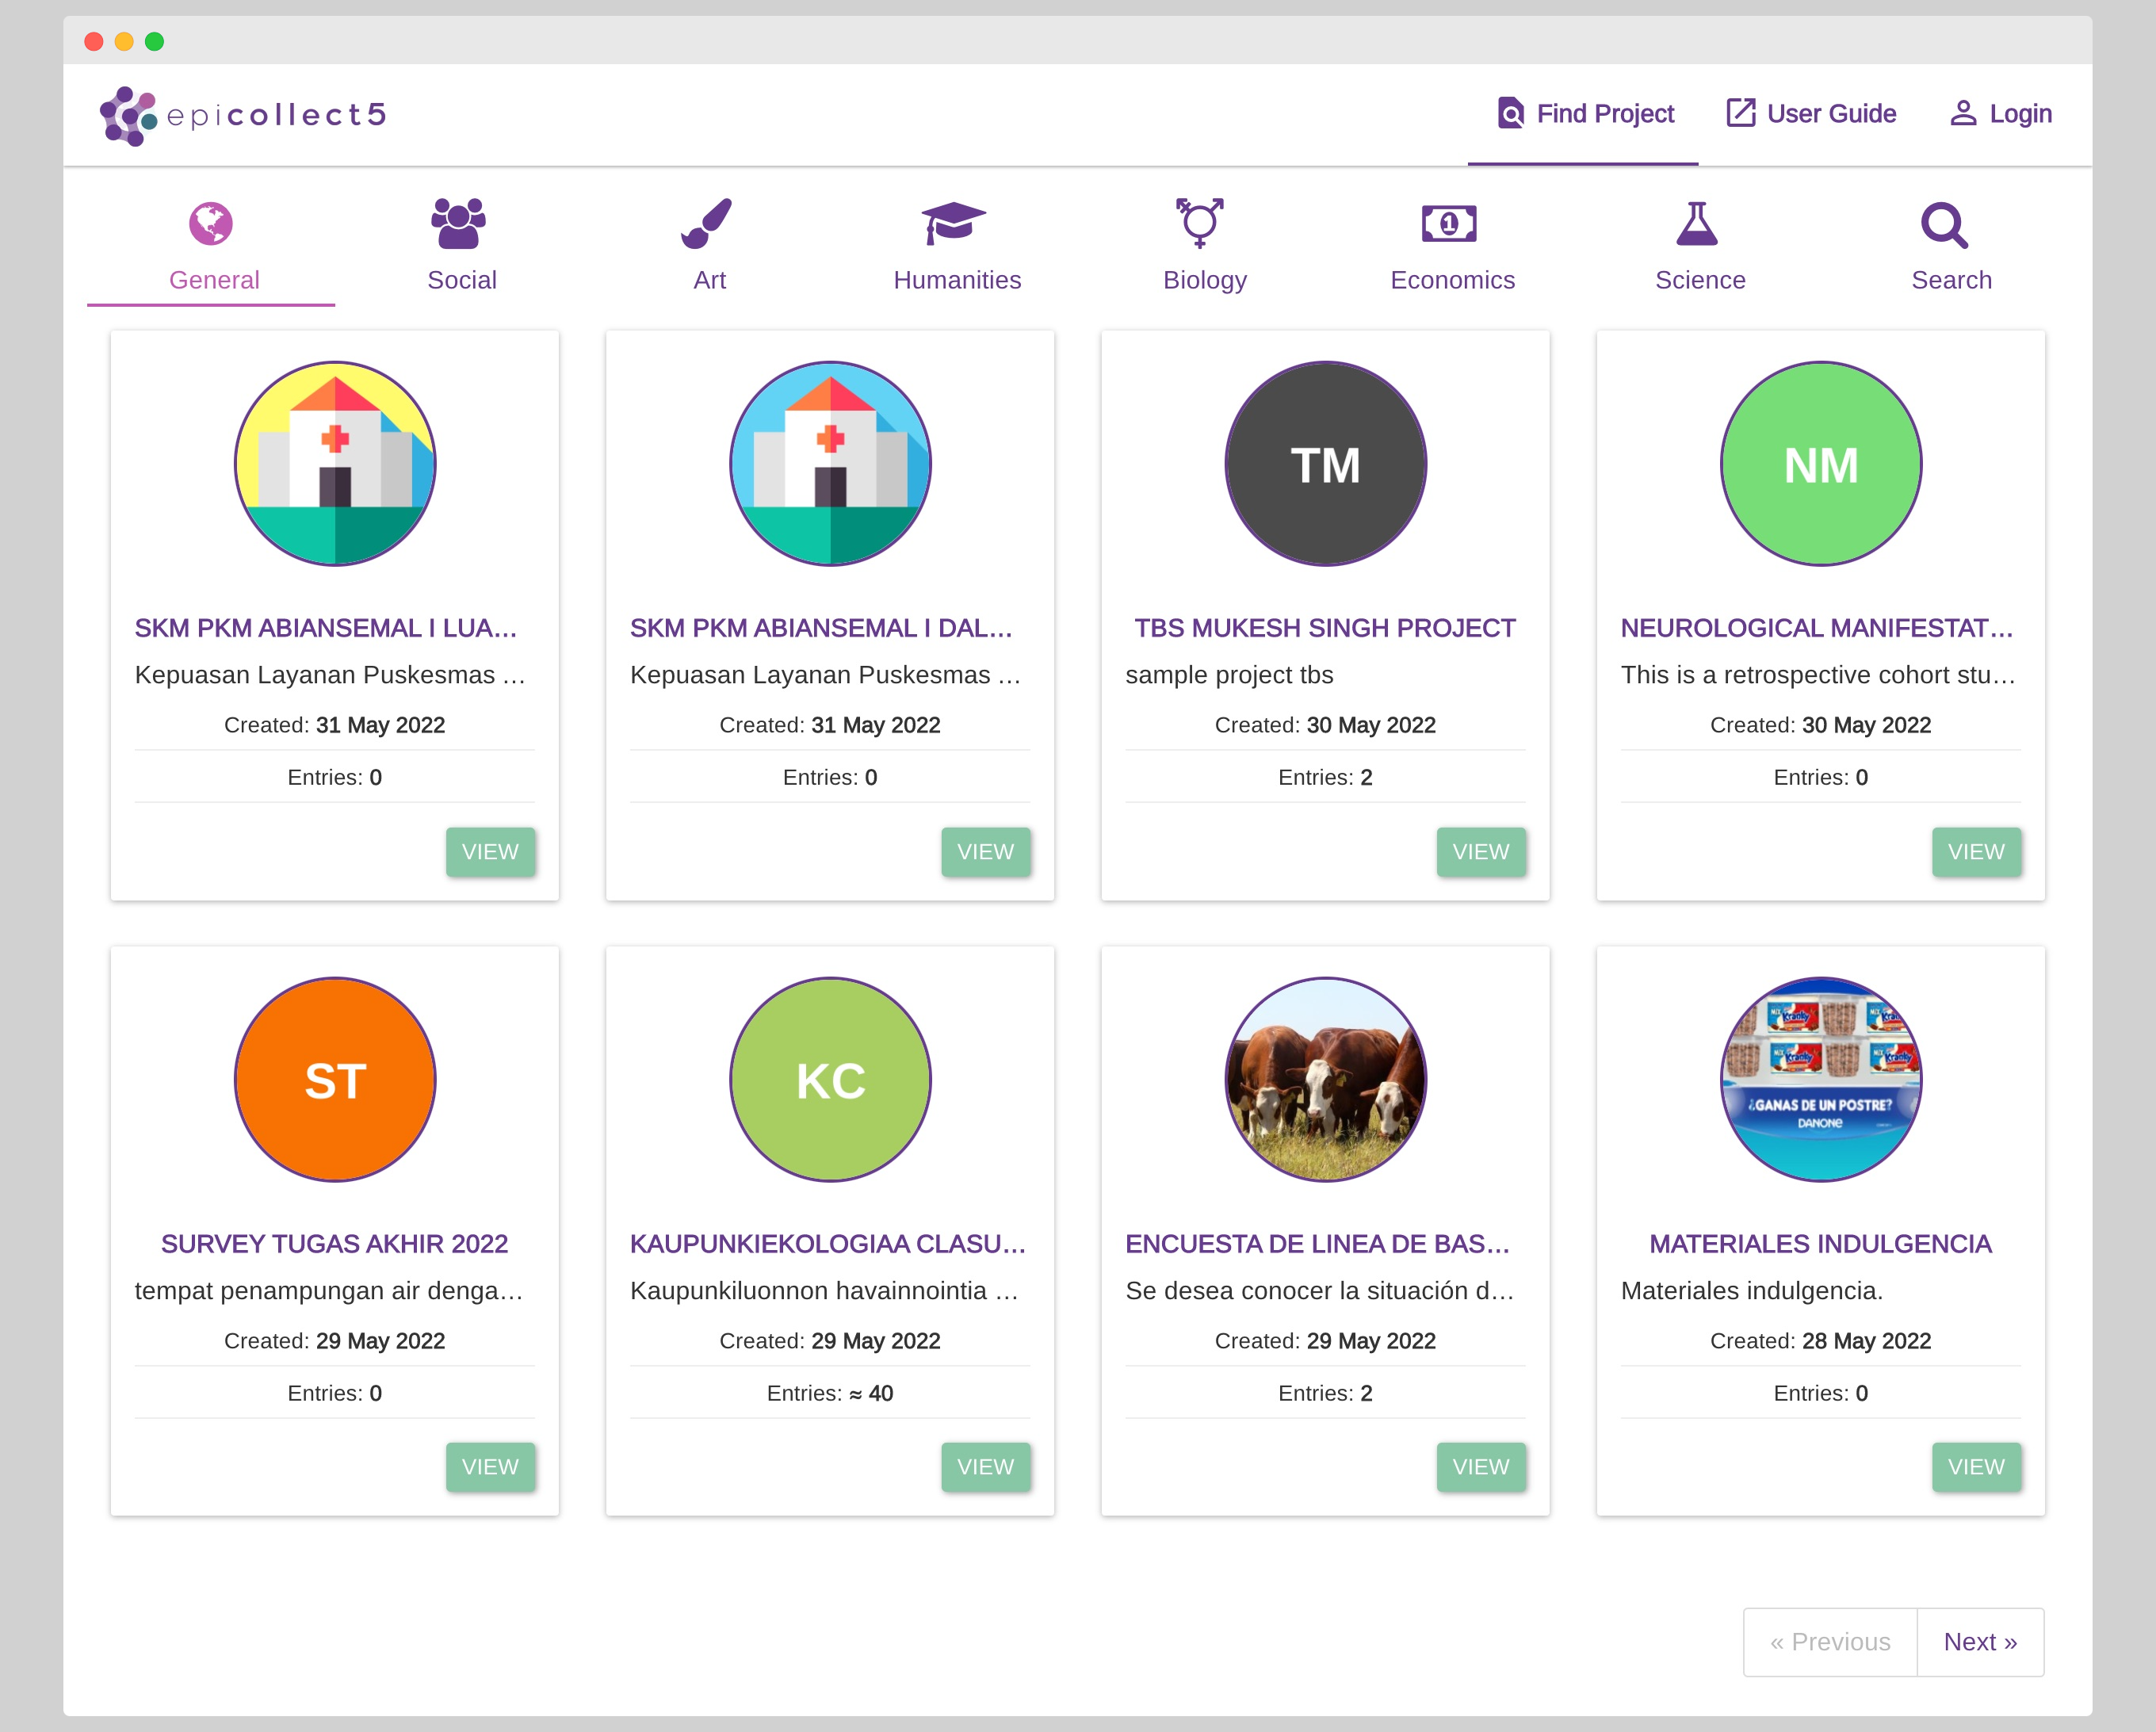 epicollect5
Find Project
User Guide
Login
General
Social
Art
Humanities
Biology
Economics
Science
Search
TM
NM
SKM PKM ABIANSEMAL I LUA...
Kepuasan Layanan Puskesmas ...
Created: 31 May 2022
Entries: 0
VIEW
SKM PKM ABIANSEMAL I DAL...
Kepuasan Layanan Puskesmas ...
Created: 31 May 2022
Entries: 0
VIEW
TBS MUKESH SINGH PROJECT
sample project tbs
Created: 30 May 2022
Entries: 2
VIEW
NEUROLOGICAL MANIFESTAT...
This is a retrospective cohort stu...
Created: 30 May 2022
Entries: 0
VIEW
ST
SURVEY TUGAS AKHIR 2022
tempat penampungan air denga...
Created: 29 May 2022
Entries: 0
VIEW
KC
KAUPUNKIEKOLOGIAA CLASU...
Kaupunkiluonnon havainnointia ...
Created: 29 May 2022
Entries: ≈ 40
VIEW
ENCUESTA DE LINEA DE BAS...
Se desea conocer la situación d...
Created: 29 May 2022
Entries: 2
VIEW
MIX Kranky
MIX Kranky
¿GANAS DE UN POSTRE?
DANONE
MATERIALES INDULGENCIA
Materiales indulgencia.
Created: 28 May 2022
Entries: 0
VIEW
« Previous
Next »